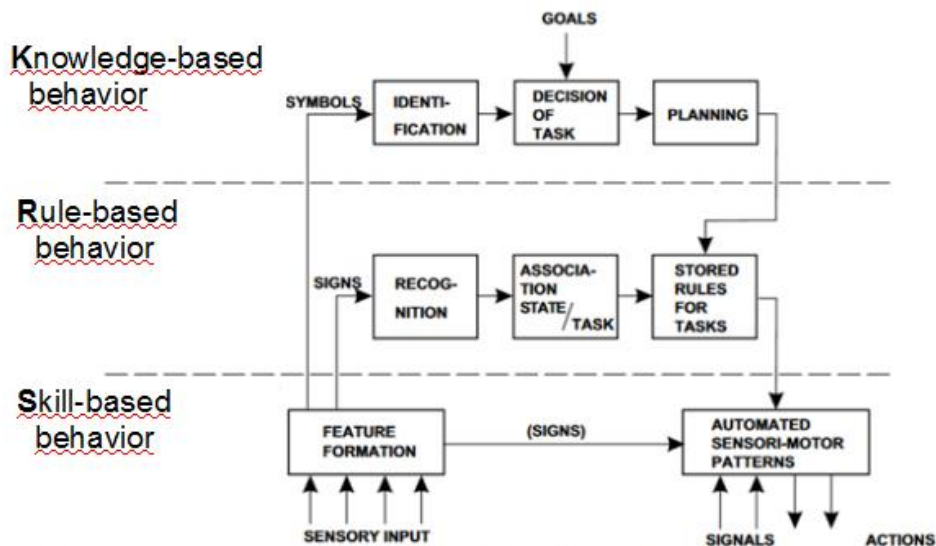 GOALS
Knowledge-based
behavior
SYMBOLS
IDENTI-
FICATION
DECISION
OF
TASK
PLANNING
Rule-based
behavior
SIGNS
RECOG-
NITION
ASSOCIA-
TION
STATE/
TASK
STORED
RULES
FOR
TASKS
Skill-based
behavior
FEATURE
FORMATION
(SIGNS)
AUTOMATED
SENSORI-MOTOR
PATTERNS
SENSORY INPUT
SIGNALS
ACTIONS